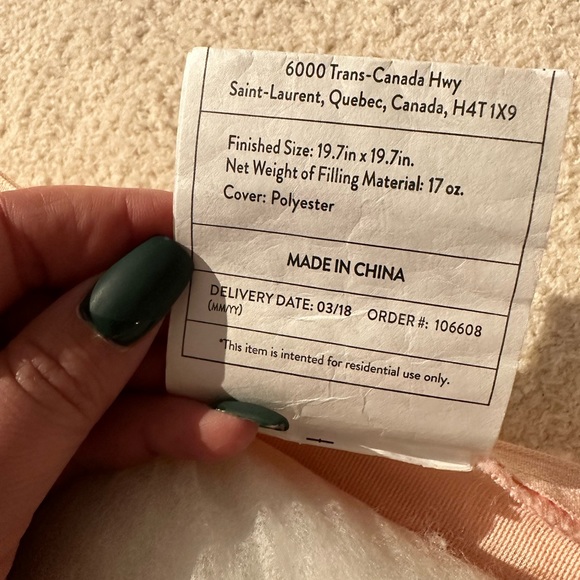 6000 Trans-Canada Hwy
Saint-Laurent, Quebec, Canada, H4T 1X9
Finished Size: 19.7in x 19.7in.
Net Weight of Filling Material: 17 oz.
Cover: Polyester
MADE IN CHINA
DELIVERY DATE: 03/18 ORDER #: 106608
(MM/YY)
*This item is intented for residential use only.